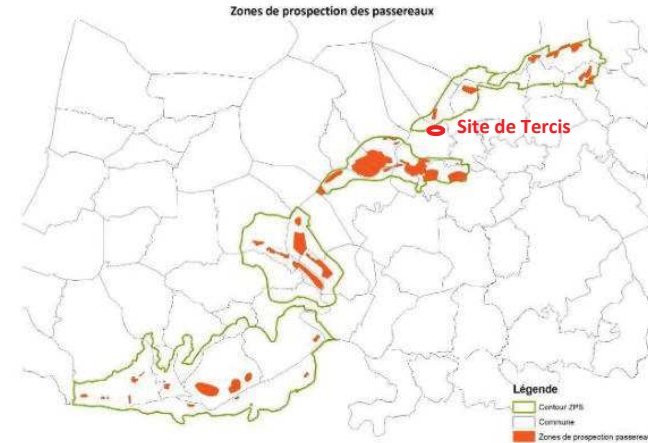 Zones de prospection des passereaux
Site de Tercis
Légende
Contour ZPS
Commune
Zones de prospection passereaux